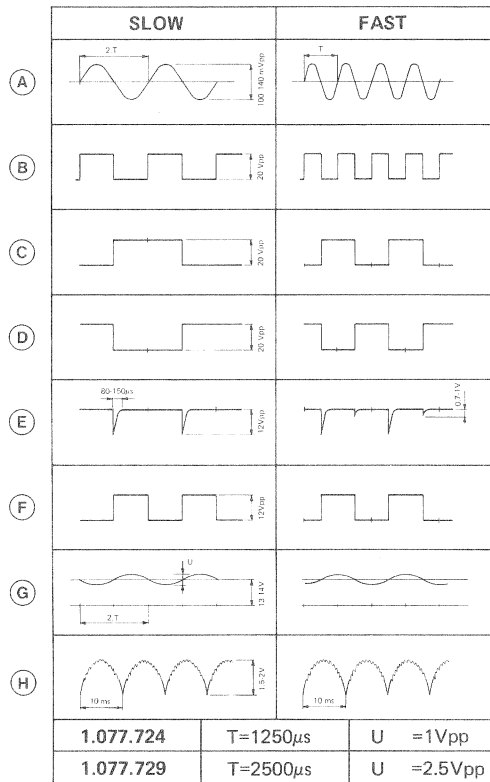 SLOW FAST
A 2.T 100-140 mVpp T
B 20 Vpp
C 20 Vpp
D 20 Vpp
E 80-150µs 12Vpp 0.7-1V
F 12Vpp
G U 13-14V 2.T
H 10 ms 1.5-2V 10 ms
1.077.724 T=1250µs U =1Vpp
1.077.729 T=2500µs U =2.5Vpp